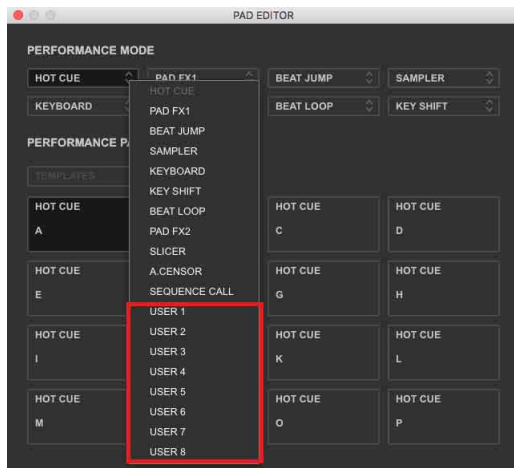 PAD EDITOR
PERFORMANCE MODE
HOT CUE
PAD FX1
BEAT JUMP
SAMPLER
KEYBOARD
BEAT LOOP
KEY SHIFT
HOT CUE
PAD FX1
BEAT JUMP
SAMPLER
KEYBOARD
KEY SHIFT
BEAT LOOP
PAD FX2
SLICER
A.CENSOR
SEQUENCE CALL
USER 1
USER 2
USER 3
USER 4
USER 5
USER 6
USER 7
USER 8
PERFORMANCE PA
TEMPLATES
HOT CUE
A
HOT CUE
C
HOT CUE
D
HOT CUE
E
HOT CUE
G
HOT CUE
H
HOT CUE
I
HOT CUE
K
HOT CUE
L
HOT CUE
M
HOT CUE
O
HOT CUE
P